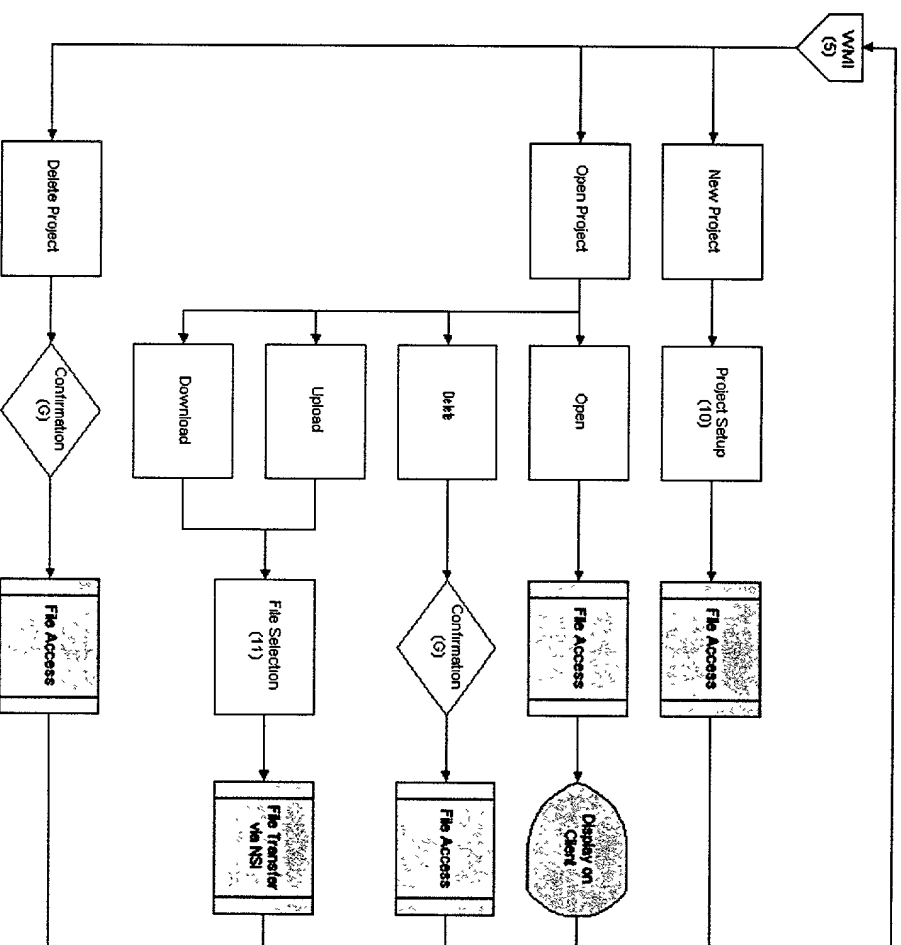 WMI
(5)
New Project
Project Setup
(10)
File Access
Open Project
Open
File Access
Display on
Client
Delete
Confirmation
(G)
File Access
Upload
Download
File Selection
(11)
File Transfer
via NSI
Delete Project
Confirmation
(G)
File Access